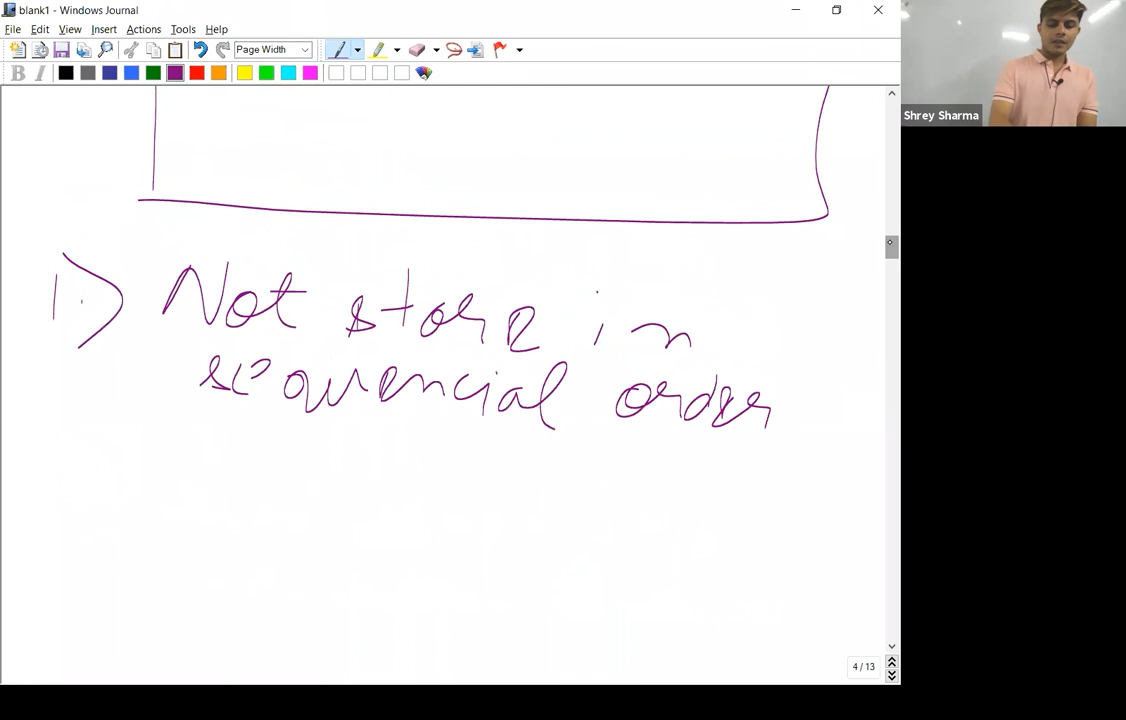 blank1 - Windows Journal
File Edit View Insert Actions Tools Help
Page Width
B I
Shrey Sharma
1.) Not store in
sequencial order
4 / 13